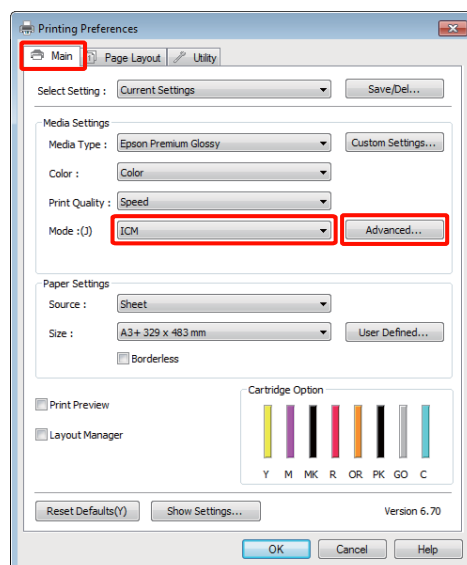 Printing Preferences
Main Page Layout Utility
Select Setting : Current Settings Save/Del...
Media Settings
Media Type : Epson Premium Glossy Custom Settings...
Color : Color
Print Quality : Speed
Mode :(J) ICM Advanced...
Paper Settings
Source : Sheet
Size : A3+ 329 x 483 mm User Defined...
Borderless
Cartridge Option
Print Preview
Layout Manager
Y M MK R OR PK GO C
Reset Defaults(Y) Show Settings... Version 6.70
OK Cancel Help